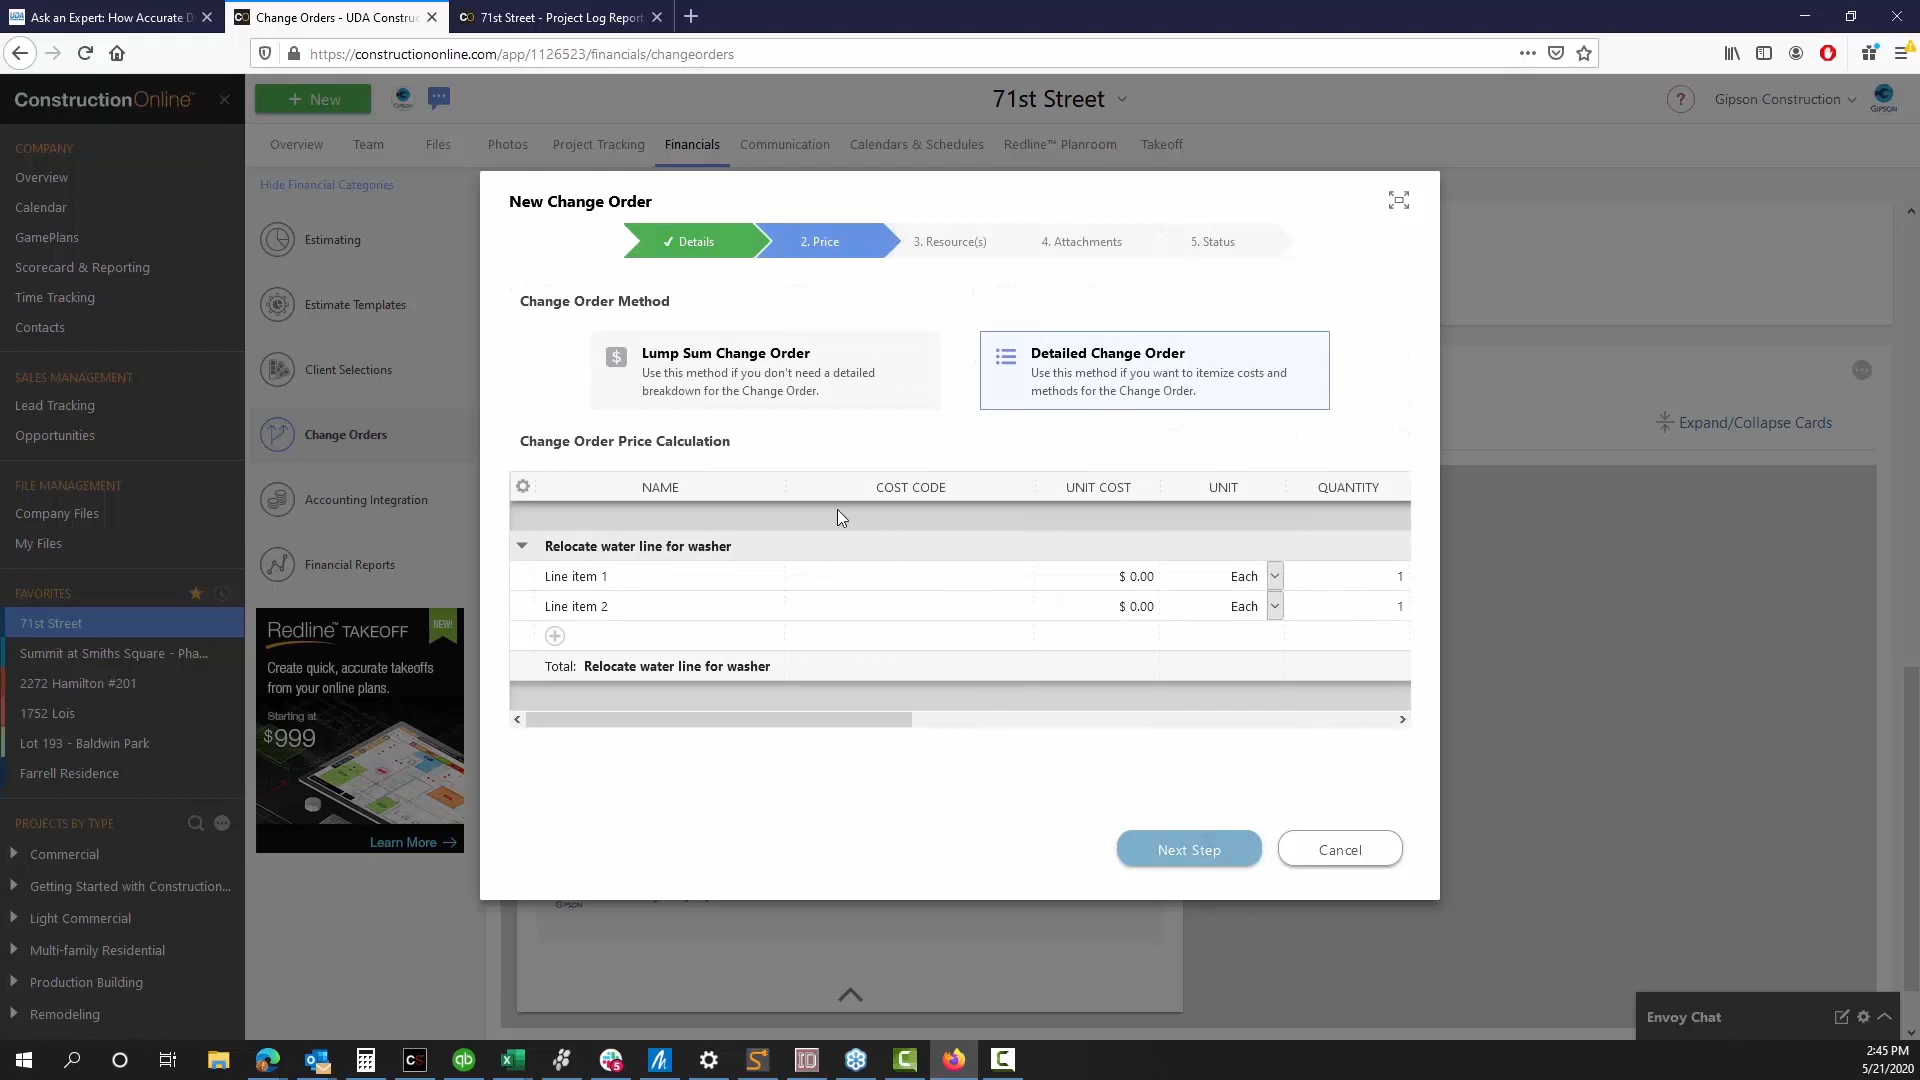 Ask an Expert: How Accurate D
Change Orders - UDA Construc
71st Street - Project Log Report
https://constructiononline.com/app/1126523/financials/changeorders
ConstructionOnline™
+ New
71st Street
? Gipson Construction
GIPSON
Overview Team Files Photos Project Tracking Financials Communication Calendars & Schedules Redline™ Planroom Takeoff
COMPANY
Overview
Calendar
GamePlans
Scorecard & Reporting
Time Tracking
Contacts
SALES MANAGEMENT
Lead Tracking
Opportunities
FILE MANAGEMENT
Company Files
My Files
FAVORITES
71st Street
Summit at Smiths Square - Pha...
2272 Hamilton #201
1752 Lois
Lot 193 - Baldwin Park
Farrell Residence
PROJECTS BY TYPE
Commercial
Getting Started with Construction...
Light Commercial
Multi-family Residential
Production Building
Remodeling
Hide Financial Categories
Estimating
Estimate Templates
Client Selections
Change Orders
Accounting Integration
Financial Reports
Redline™ TAKEOFF NEW!
Create quick, accurate takeoffs
from your online plans.
Starting at
$999
Learn More
New Change Order
✓ Details 2. Price 3. Resource(s) 4. Attachments 5. Status
Change Order Method
Lump Sum Change Order
Use this method if you don't need a detailed
breakdown for the Change Order.
Detailed Change Order
Use this method if you want to itemize costs and
methods for the Change Order.
Change Order Price Calculation
NAME COST CODE UNIT COST UNIT QUANTITY
Relocate water line for washer
Line item 1 $ 0.00 Each 1
Line item 2 $ 0.00 Each 1
Total: Relocate water line for washer
Next Step Cancel
Expand/Collapse Cards
GIPSON
Envoy Chat
2:45 PM
5/21/2020